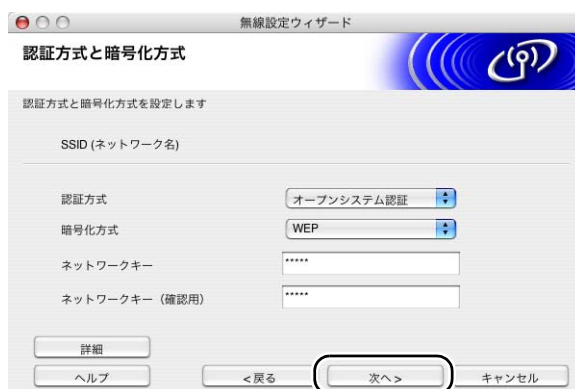 無線設定ウィザード
認証方式と暗号化方式
認証方式と暗号化方式を設定します
SSID (ネットワーク名)
認証方式 オープンシステム認証
暗号化方式 WEP
ネットワークキー *****
ネットワークキー（確認用） *****
詳細
ヘルプ <戻る 次へ> キャンセル